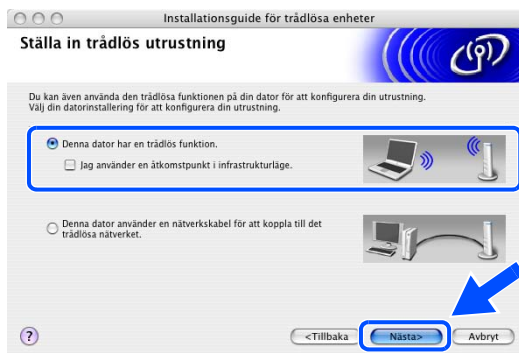 Installationsguide för trådlösa enheter
Ställa in trådlös utrustning
Du kan även använda den trådlösa funktionen på din dator för att konfigurera din utrustning.
Välj din datorinstallering för att konfigurera din utrustning.
Denna dator har en trådlös funktion.
Jag använder en åtkomstpunkt i infrastrukturläge.
Denna dator använder en nätverkskabel för att koppla till det
trådlösa nätverket.
?
<Tillbaka
Nästa>
Avbryt